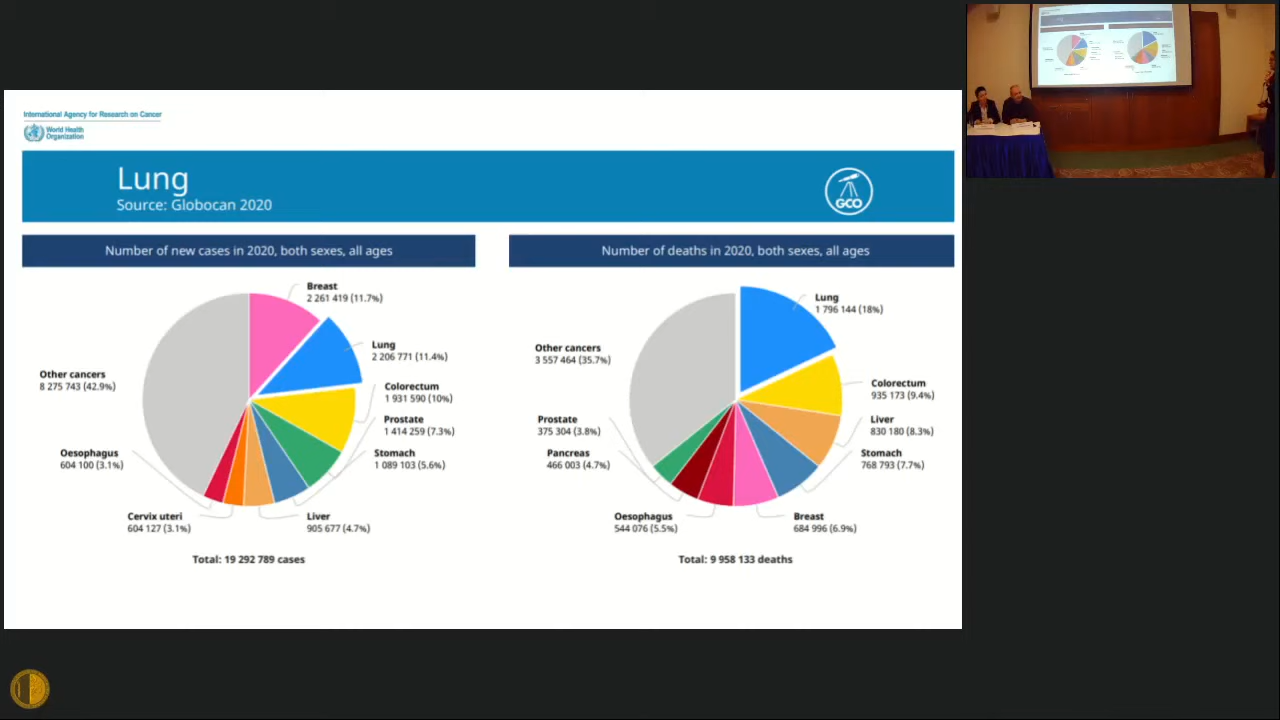 International Agency for Research on Cancer
World Health
Organization
Lung
Source: Globocan 2020
GCO
Number of new cases in 2020, both sexes, all ages
Breast
2 261 419 (11.7%)
Lung
2 206 771 (11.4%)
Colorectum
1 931 590 (10%)
Prostate
1 414 259 (7.3%)
Stomach
1 089 103 (5.6%)
Liver
905 677 (4.7%)
Cervix uteri
604 127 (3.1%)
Oesophagus
604 100 (3.1%)
Other cancers
8 275 743 (42.9%)
Total: 19 292 789 cases
Number of deaths in 2020, both sexes, all ages
Lung
1 796 144 (18%)
Colorectum
935 173 (9.4%)
Liver
830 180 (8.3%)
Stomach
768 793 (7.7%)
Breast
684 996 (6.9%)
Oesophagus
544 076 (5.5%)
Pancreas
466 003 (4.7%)
Prostate
375 304 (3.8%)
Other cancers
3 557 464 (35.7%)
Total: 9 958 133 deaths